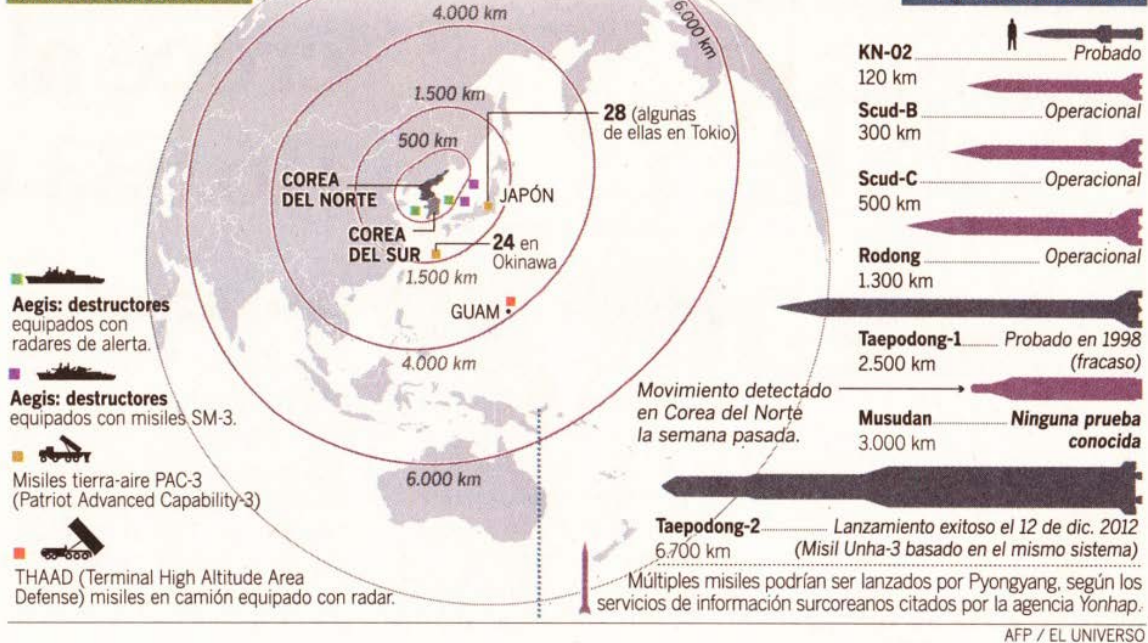 4.000 km
6.000 km
1.500 km
500 km
28 (algunas
de ellas en Tokio)
COREA
DEL NORTE
JAPÓN
COREA
DEL SUR
24 en
Okinawa
1.500 km
GUAM
4.000 km
6.000 km
Aegis: destructores
equipados con
radares de alerta.
Aegis: destructores
equipados con misiles SM-3.
Misiles tierra-aire PAC-3
(Patriot Advanced Capability-3)
THAAD (Terminal High Altitude Area
Defense) misiles en camión equipado con radar.
KN-02 Probado
120 km
Scud-B Operacional
300 km
Scud-C Operacional
500 km
Rodong Operacional
1.300 km
Taepodong-1 Probado en 1998
2.500 km (fracaso)
Movimiento detectado
en Corea del Norte
la semana pasada.
Musudan Ninguna prueba
3.000 km conocida
Taepodong-2 Lanzamiento exitoso el 12 de dic. 2012
6.700 km (Misil Unha-3 basado en el mismo sistema)
Múltiples misiles podrían ser lanzados por Pyongyang, según los
servicios de información surcoreanos citados por la agencia Yonhap.
AFP / EL UNIVERSO